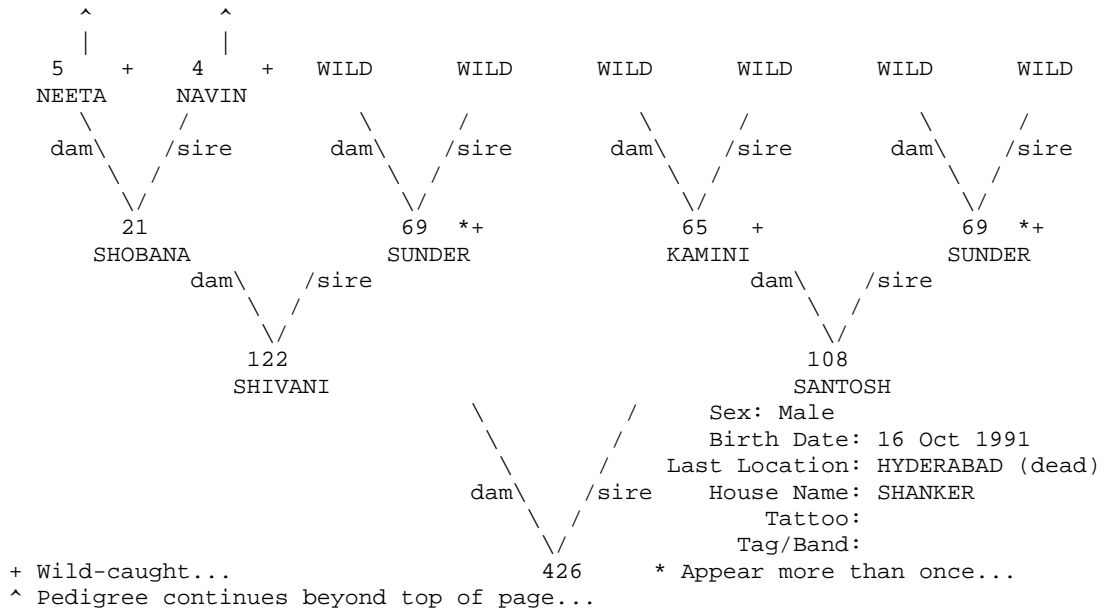 ^ ^
| |
5 + 4 + WILD WILD WILD WILD WILD WILD
NEETA NAVIN
\ / \ / \ / \ /
dam\ /sire dam\ /sire dam\ /sire dam\ /sire
\ / \ / \ / \ /
\/ \/ \/ \/
21 69 *+ 65 + 69 *+
SHOBANA SUNDER KAMINI SUNDER
dam\ /sire dam\ /sire
\ / \ /
\/ \/
122 108
SHIVANI SANTOSH
\ / Sex: Male
\ / Birth Date: 16 Oct 1991
\ / Last Location: HYDERABAD (dead)
dam\ /sire House Name: SHANKER
\ / Tattoo:
\/ Tag/Band:
+ Wild-caught... 426 * Appear more than once...
^ Pedigree continues beyond top of page...